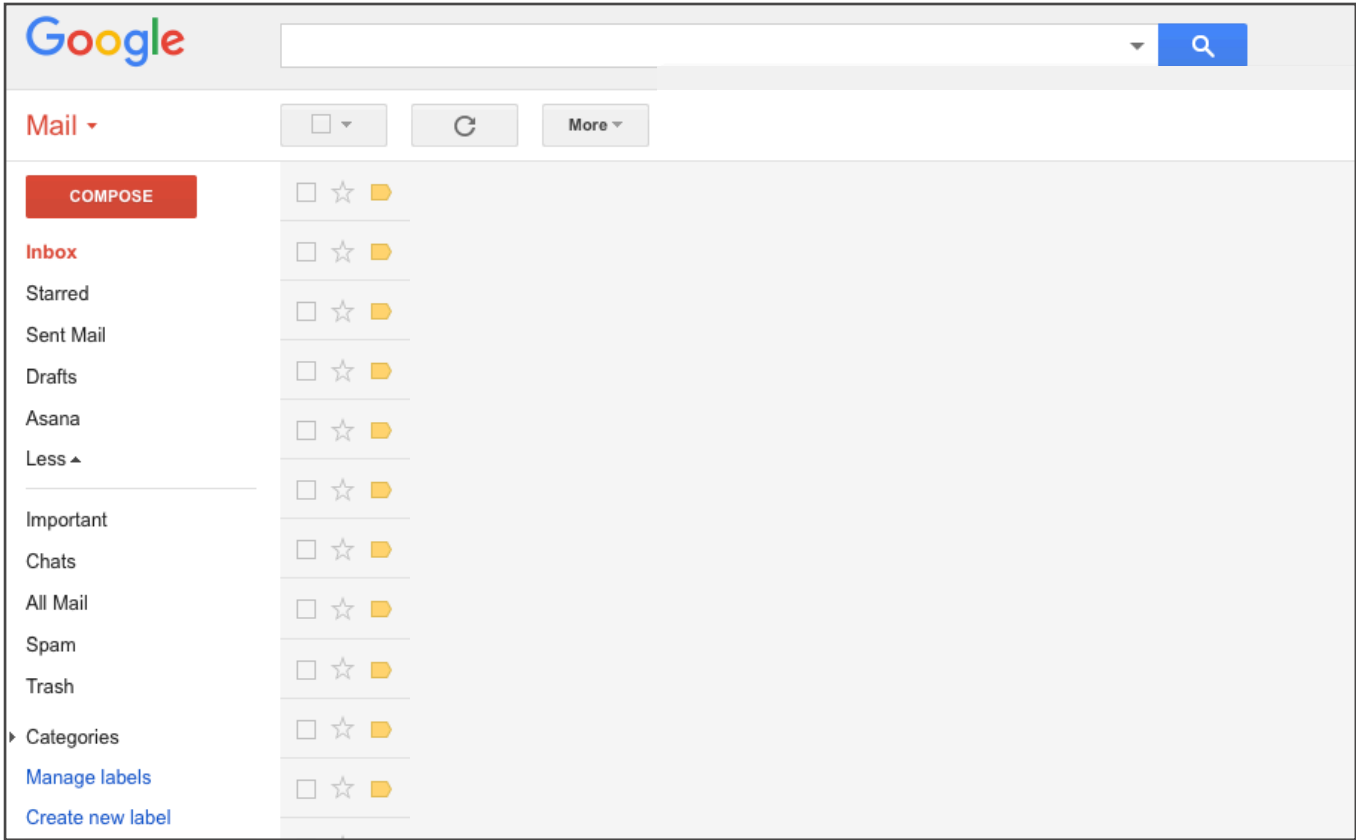 Google
Mail
More
COMPOSE
Inbox
Starred
Sent Mail
Drafts
Asana
Less
Important
Chats
All Mail
Spam
Trash
Categories
Manage labels
Create new label